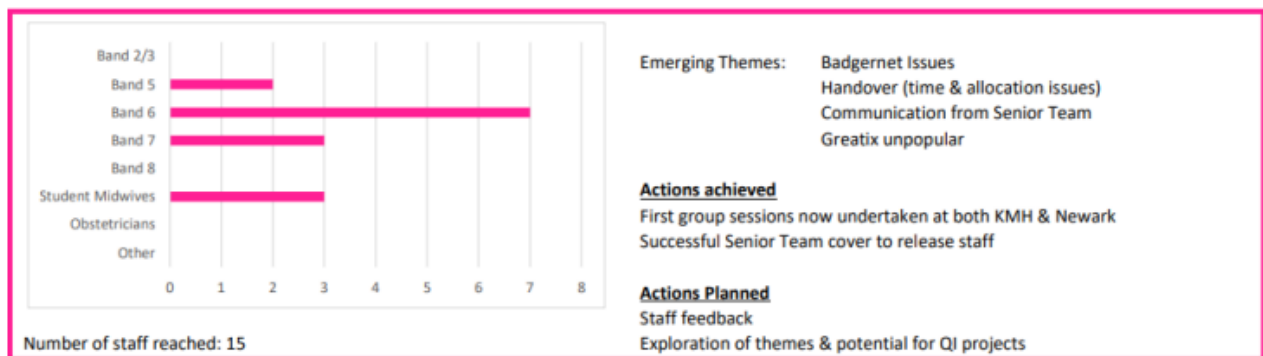 Band 2/3
Band 5
Band 6
Band 7
Band 8
Student Midwives
Obstetricians
Other
0 1 2 3 4 5 6 7 8
Number of staff reached: 15
Emerging Themes: Badgernet Issues
Handover (time & allocation issues)
Communication from Senior Team
Greatix unpopular
Actions achieved
First group sessions now undertaken at both KMH & Newark
Successful Senior Team cover to release staff
Actions Planned
Staff feedback
Exploration of themes & potential for QI projects